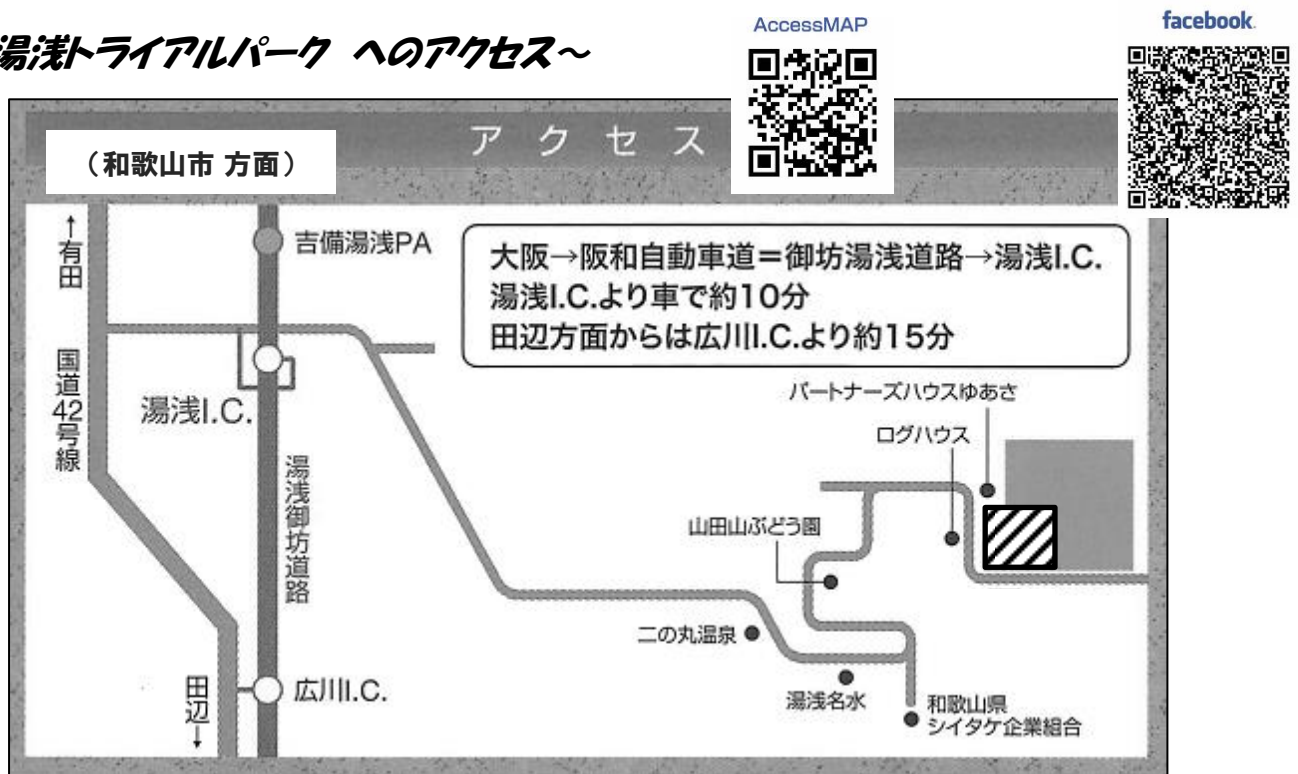 AccessMAP
facebook.
湯浅トライアルパーク へのアクセス～
アクセス
（和歌山市 方面）
↑有田
吉備湯浅PA
大阪→阪和自動車道＝御坊湯浅道路→湯浅I.C.
湯浅I.C.より車で約10分
田辺方面からは広川I.C.より約15分
国道42号線
湯浅I.C.
パートナーズハウスゆあさ
ログハウス
湯浅御坊道路
山田山ぶどう園
二の丸温泉
田辺↓
広川I.C.
湯浅名水
和歌山県
シイタケ企業組合